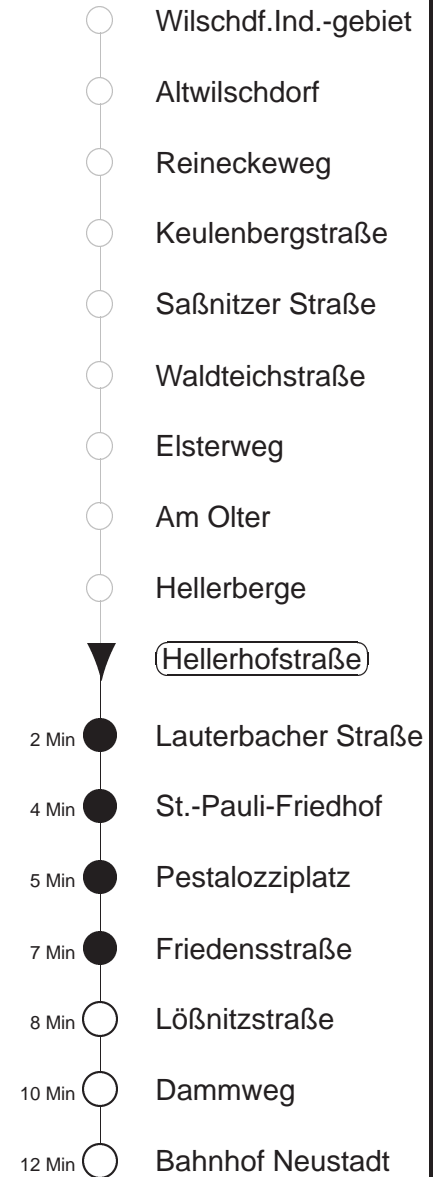 Wilschdf.Ind.-gebiet
Altwilschdorf
Reineckeweg
Keulenbergstraße
Saßnitzer Straße
Waldteichstraße
Elsterweg
Am Olter
Hellerberge
Hellerhofstraße
2 Min Lauterbacher Straße
4 Min St.-Pauli-Friedhof
5 Min Pestalozziplatz
7 Min Friedensstraße
8 Min Lößnitzstraße
10 Min Dammweg
12 Min Bahnhof Neustadt